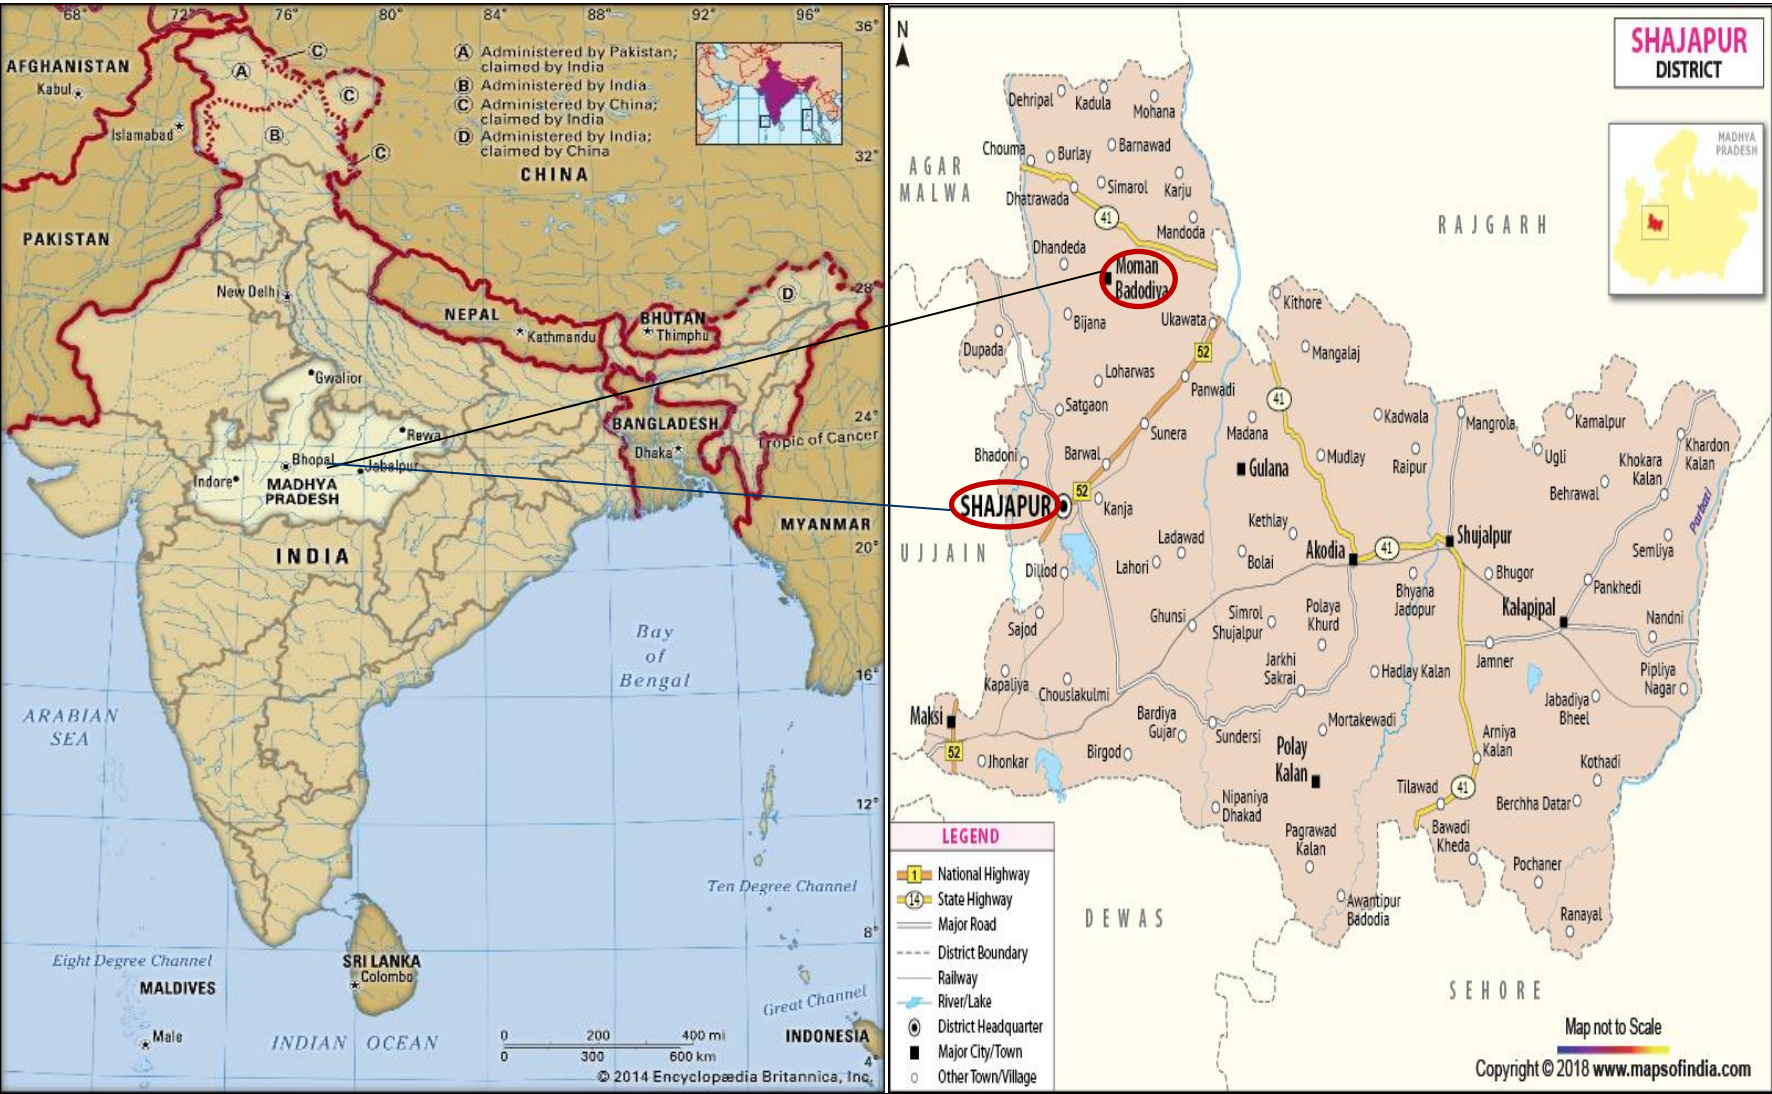 68°
72°
76°
80°
84°
88°
92°
96°
36°
AFGHANISTAN
Kabul
Islamabad
A
B
C
C
C
A Administered by Pakistan;
claimed by India
B Administered by India
C Administered by China;
claimed by India
D Administered by India;
claimed by China
32°
CHINA
PAKISTAN
New Delhi
NEPAL
Kathmandu
BHUTAN
Thimphu
D
28°
Gwalior
Rewa
Bhopal
Jabalpur
Indore
MADHYA
PRADESH
BANGLADESH
Dhaka
24°
Tropic of Cancer
INDIA
MYANMAR
20°
Bay
of
Bengal
16°
ARABIAN
SEA
12°
Ten Degree Channel
8°
Eight Degree Channel
MALDIVES
Male
SRI LANKA
Colombo
Great Channel
INDONESIA
INDIAN OCEAN
0 200 400 mi
0 300 600 km
4°
© 2014 Encyclopædia Britannica, Inc.
N
SHAJAPUR
DISTRICT
MADHYA
PRADESH
AGAR
MALWA
RAJGARH
UJJAIN
DEWAS
SEHORE
Dehripal
Kadula
Mohana
Chouma
Burlay
Barnawad
Dhatrawada
Simarol
Karju
41
Mandoda
Dhandeda
Moman
Badodiya
Kithore
Bijana
Ukawata
Dupada
52
Mangalaj
Loharwas
Panwadi
41
Satgaon
Sunera
Madana
Kadwala
Mangrola
Kamalpur
Khardon
Kalan
Bhadoni
Barwal
Gulana
Mudlay
Raipur
Ugli
Khokara
Kalan
Behrawal
Parbati
SHAJAPUR
52
Kanja
Kethlay
Ladawad
Akodia
41
Shujalpur
Semliya
Dillod
Lahori
Bolai
Bhugor
Pankhedi
Bhyana
Jadopur
Kalapipal
Sajod
Ghunsi
Simrol
Shujalpur
Polaya
Khurd
Nandni
Jarkhi
Sakrai
Hadlay Kalan
Jamner
Pipliya
Nagar
Kapaliya
Chouslakulmi
Jabadiya
Bheel
Maksi
Bardiya
Gujar
Sundersi
Mortakewadi
Arniya
Kalan
52
Jhonkar
Birgod
Polay
Kalan
Kothadi
Tilawad
41
Berchha Datar
Nipaniya
Dhakad
Pagrawad
Kalan
Bawadi
Kheda
Pochaner
Awantipur
Badodia
Ranayal
LEGEND
1 National Highway
14 State Highway
Major Road
District Boundary
Railway
River/Lake
District Headquarter
Major City/Town
Other Town/Village
Map not to Scale
Copyright © 2018 www.mapsofindia.com